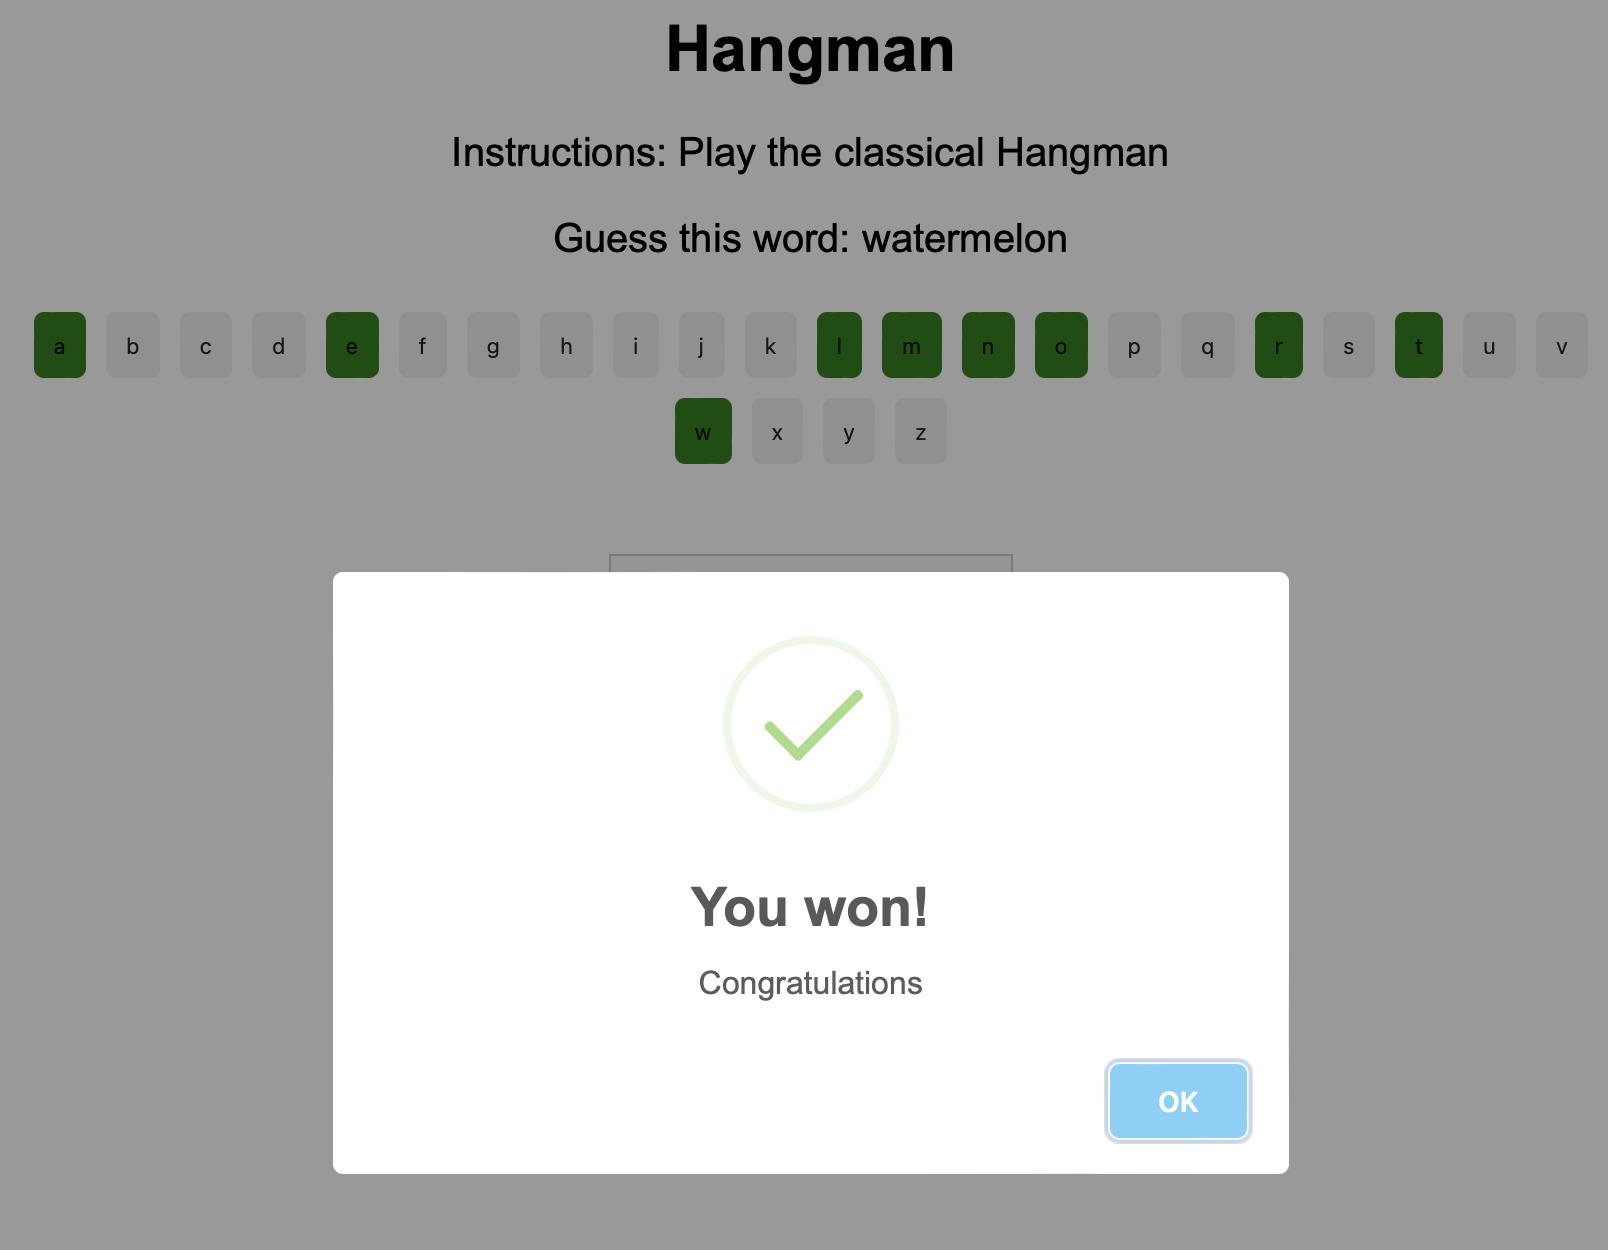 Hangman
Instructions: Play the classical Hangman
Guess this word: watermelon
a b c d e f g h i j k l m n o p q r s t u v
w x y z
You won!
Congratulations
OK